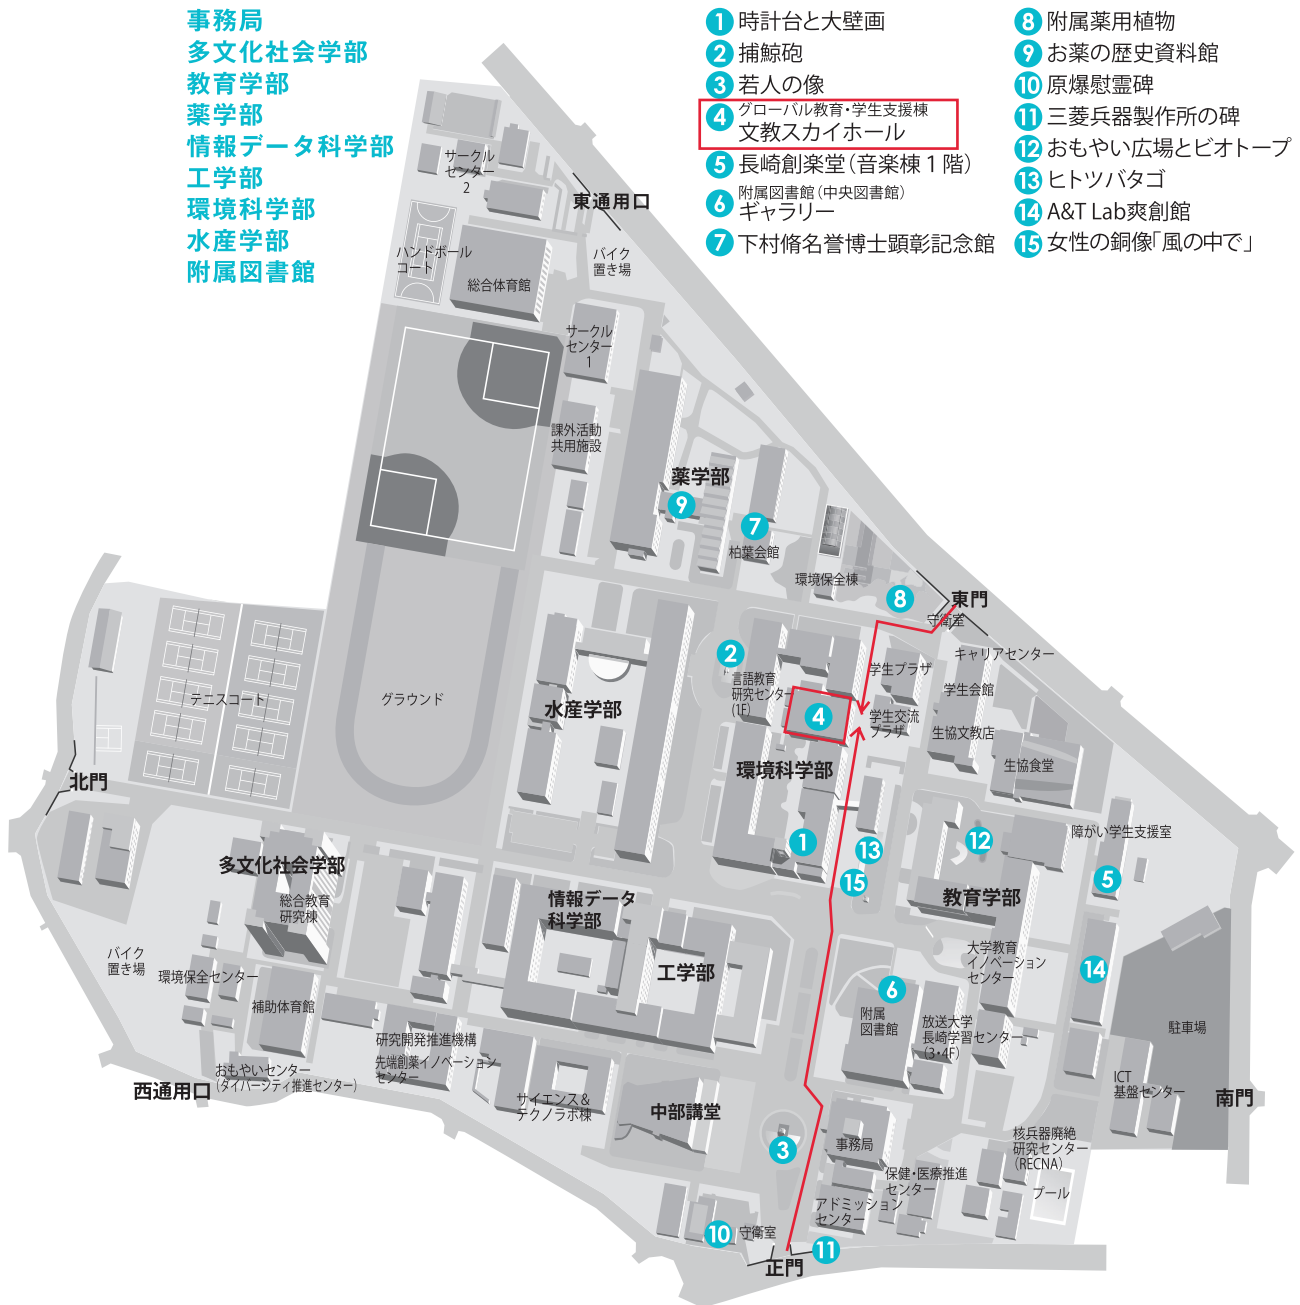 事務局
多文化社会学部
教育学部
薬学部
情報データ科学部
工学部
環境科学部
水産学部
附属図書館
1 時計台と大壁画
2 捕鯨砲
3 若人の像
グローバル教育・学生支援棟
4 文教スカイホール
5 長崎創楽堂（音楽棟1階）
附属図書館（中央図書館）
6 ギャラリー
7 下村脩名誉博士顕彰記念館
8 附属薬用植物
9 お薬の歴史資料館
10 原爆慰霊碑
11 三菱兵器製作所の碑
12 おもやい広場とビオトープ
13 ヒトツバタゴ
14 A&T Lab爽創館
15 女性の銅像「風の中で」
サークル
センター
2
東通用口
ハンドボール
コート
総合体育館
バイク
置き場
サークル
センター
1
課外活動
共用施設
薬学部
9
7
柏葉会館
環境保全棟
8
東門
守衛室
キャリアセンター
2
言語教育
研究センター
(1F)
学生プラザ
学生会館
4
学生交流
プラザ
生協文教店
生協食堂
テニスコート
グラウンド
水産学部
環境科学部
北門
1
13
15
12
障がい学生支援室
5
教育学部
多文化社会学部
総合教育
研究棟
情報データ
科学部
工学部
大学教育
イノベーション
センター
14
バイク
置き場
環境保全センター
補助体育館
6
附属
図書館
放送大学
長崎学習センター
(3・4F)
駐車場
研究開発推進機構
先端創薬イノベーション
センター
おもやいセンター
（ダイバーシティ推進センター）
西通用口
サイエンス&
テクノラボ棟
中部講堂
3
事務局
ICT
基盤センター
南門
核兵器廃絶
研究センター
(RECNA)
保健・医療推進
センター
プール
アドミッション
センター
10
守衛室
11
正門